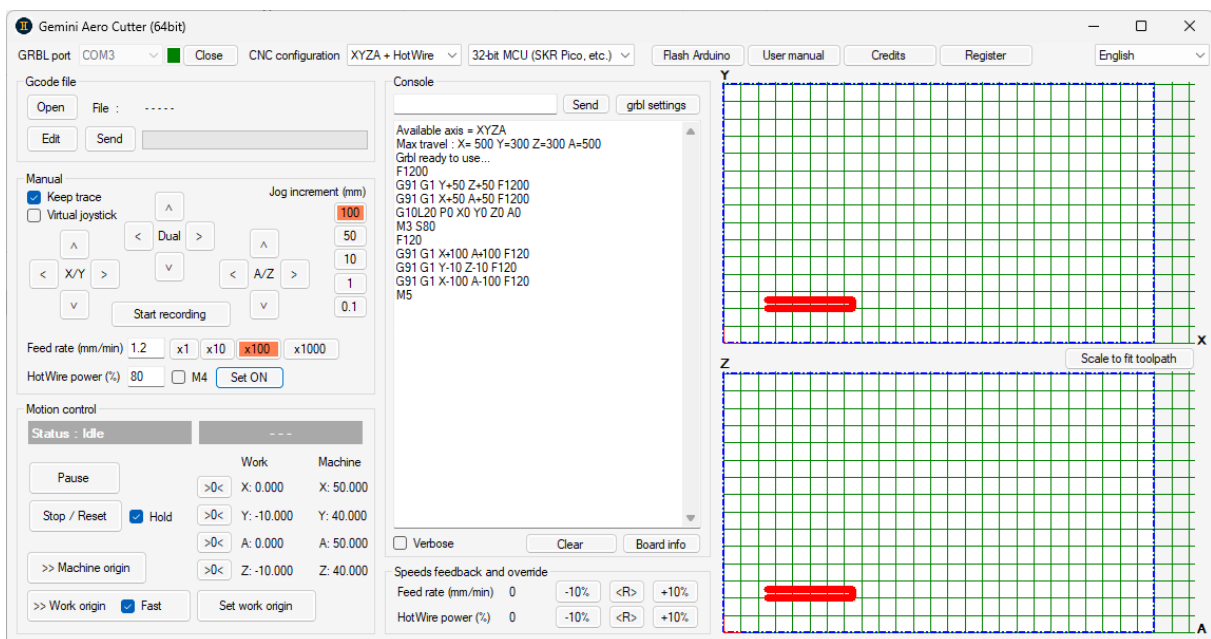 Gemini Aero Cutter (64bit)
GRBL port COM3 Close CNC configuration XYZA + HotWire 32-bit MCU (SKR Pico, etc.) Flash Arduino User manual Credits Register English
Gcode file
Open File : -----
Edit Send
Manual
Keep trace
Virtual joystick
Jog increment (mm)
100
50
10
1
0.1
^
< Dual >
v
^
< X/Y >
v
^
< A/Z >
v
Start recording
Feed rate (mm/min) 1.2 x1 x10 x100 x1000
HotWire power (%) 80 M4 Set ON
Motion control
Status : Idle ---
Work Machine
Pause
>0< X: 0.000 X: 50.000
Stop / Reset Hold >0< Y: -10.000 Y: 40.000
>0< A: 0.000 A: 50.000
>> Machine origin >0< Z: -10.000 Z: 40.000
>> Work origin Fast Set work origin
Console
Send grbl settings
Available axis = XYZA
Max travel : X= 500 Y=300 Z=300 A=500
Grbl ready to use...
F1200
G91 G1 Y+50 Z+50 F1200
G91 G1 X+50 A+50 F1200
G10L20 P0 X0 Y0 Z0 A0
M3 S80
F120
G91 G1 X+100 A+100 F120
G91 G1 Y-10 Z-10 F120
G91 G1 X-100 A-100 F120
M5
Verbose Clear Board info
Speeds feedback and override
Feed rate (mm/min) 0 -10% <R> +10%
HotWire power (%) 0 -10% <R> +10%
Y
X
Scale to fit toolpath
Z
A